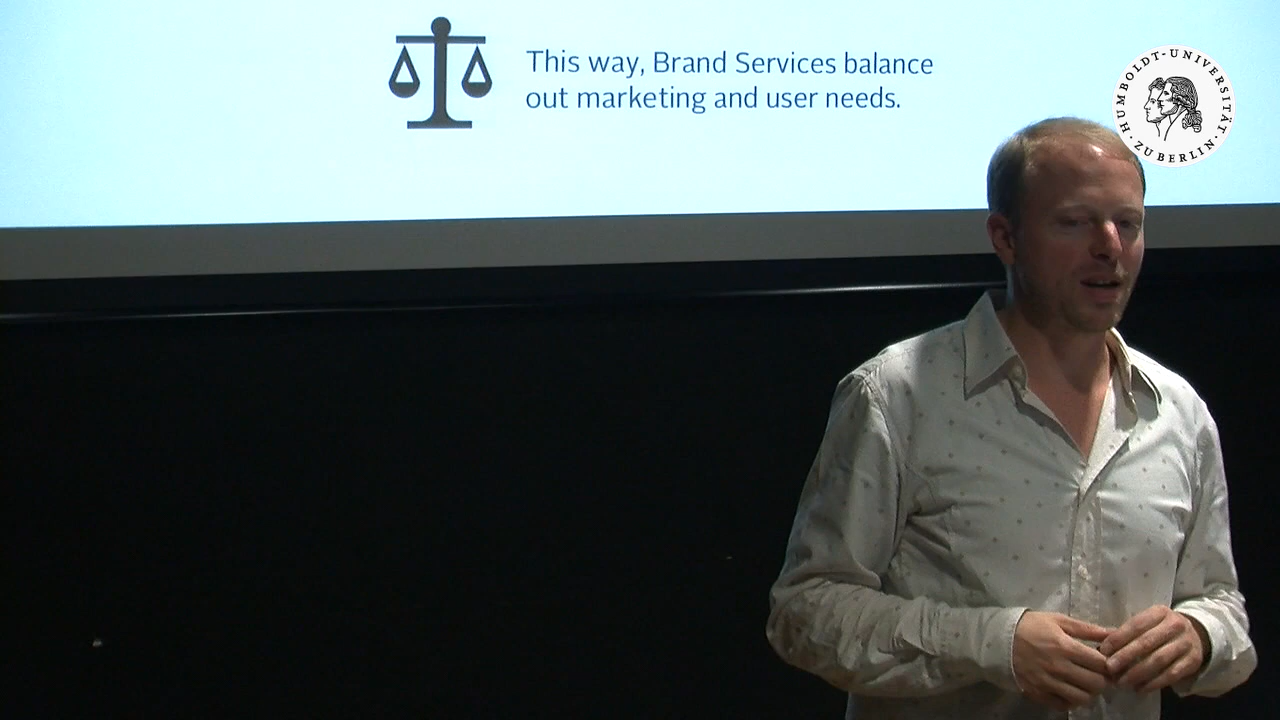 This way, Brand Services balance
out marketing and user needs.
HUMBOLDT-UNIVERSITÄT
· ZU BERLIN ·